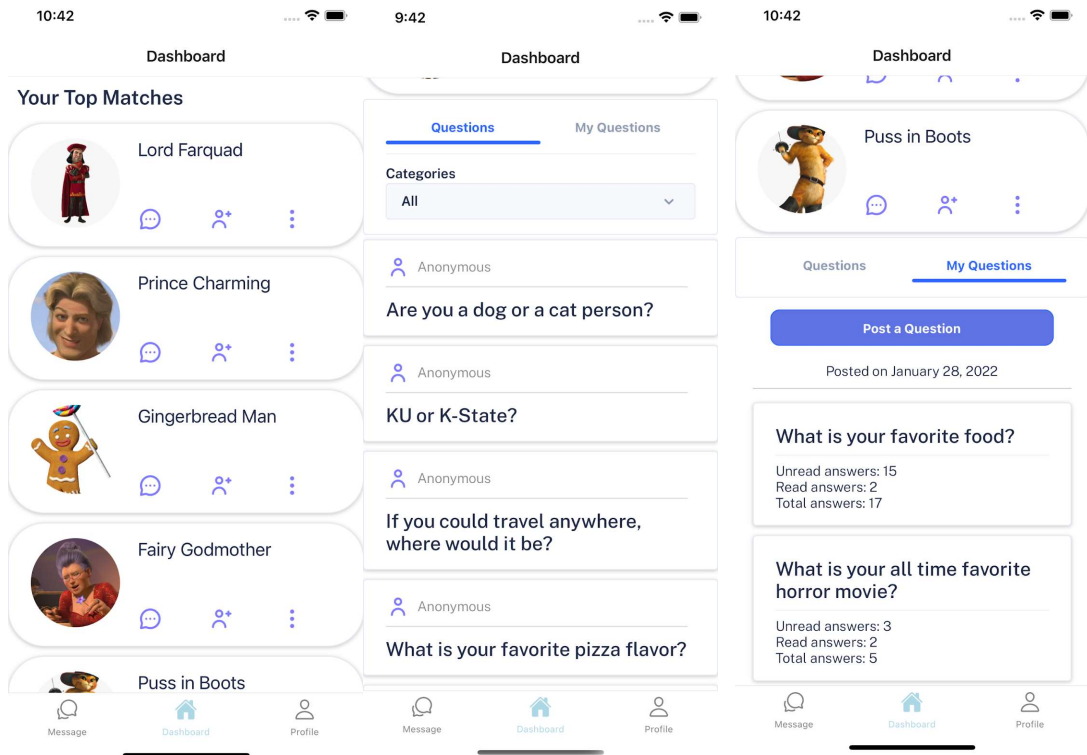 10:42
Dashboard
Your Top Matches
Lord Farquad
Prince Charming
Gingerbread Man
Fairy Godmother
Puss in Boots
Message
Dashboard
Profile
9:42
Dashboard
Questions
My Questions
Categories
All
Anonymous
Are you a dog or a cat person?
Anonymous
KU or K-State?
Anonymous
If you could travel anywhere,
where would it be?
Anonymous
What is your favorite pizza flavor?
Message
Dashboard
Profile
10:42
Dashboard
Puss in Boots
Questions
My Questions
Post a Question
Posted on January 28, 2022
What is your favorite food?
Unread answers: 15
Read answers: 2
Total answers: 17
What is your all time favorite
horror movie?
Unread answers: 3
Read answers: 2
Total answers: 5
Message
Dashboard
Profile